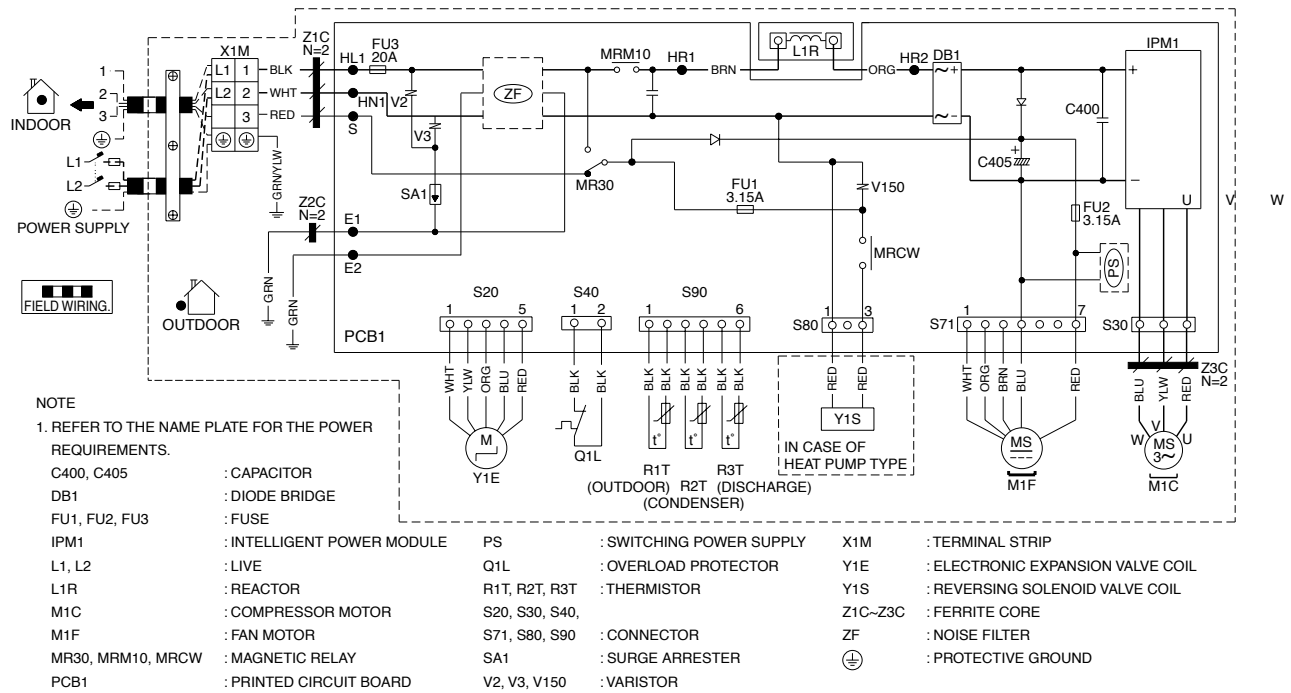 X1M
Z1C
N=2
HL1
FU3
20A
MRM10
HR1
BRN
L1R
ORG
HR2
DB1
IPM1
1
2
3
INDOOR
L1 1
L2 2
3
BLK
WHT
RED
HN1
S
V2
V3
ZF
+
−
C400
C405
+
L1
L2
POWER SUPPLY
GRN/YLW
Z2C
N=2
E1
E2
SA1
MR30
FU1
3.15A
V150
MRCW
FU2
3.15A
PS
U V W
FIELD WIRING.
OUTDOOR
GRN
GRN
PCB1
S20
1 5
S40
1 2
S90
1 6
S80
1 3
S71
1 7
S30
WHT YLW ORG BLU RED
BLK BLK
BLK BLK BLK BLK BLK BLK
RED RED
WHT ORG BRN BLU RED
BLU YLW RED
Z3C
N=2
M
Y1E
Q1L
t° t° t°
R1T
(OUTDOOR)
R2T
(CONDENSER)
R3T
(DISCHARGE)
Y1S
IN CASE OF
HEAT PUMP TYPE
MS
M1F
W V U
MS
3~
M1C
NOTE
1. REFER TO THE NAME PLATE FOR THE POWER
REQUIREMENTS.
C400, C405 : CAPACITOR
DB1 : DIODE BRIDGE
FU1, FU2, FU3 : FUSE
IPM1 : INTELLIGENT POWER MODULE
L1, L2 : LIVE
L1R : REACTOR
M1C : COMPRESSOR MOTOR
M1F : FAN MOTOR
MR30, MRM10, MRCW : MAGNETIC RELAY
PCB1 : PRINTED CIRCUIT BOARD
PS : SWITCHING POWER SUPPLY
Q1L : OVERLOAD PROTECTOR
R1T, R2T, R3T : THERMISTOR
S20, S30, S40,
S71, S80, S90 : CONNECTOR
SA1 : SURGE ARRESTER
V2, V3, V150 : VARISTOR
X1M : TERMINAL STRIP
Y1E : ELECTRONIC EXPANSION VALVE COIL
Y1S : REVERSING SOLENOID VALVE COIL
Z1C~Z3C : FERRITE CORE
ZF : NOISE FILTER
: PROTECTIVE GROUND